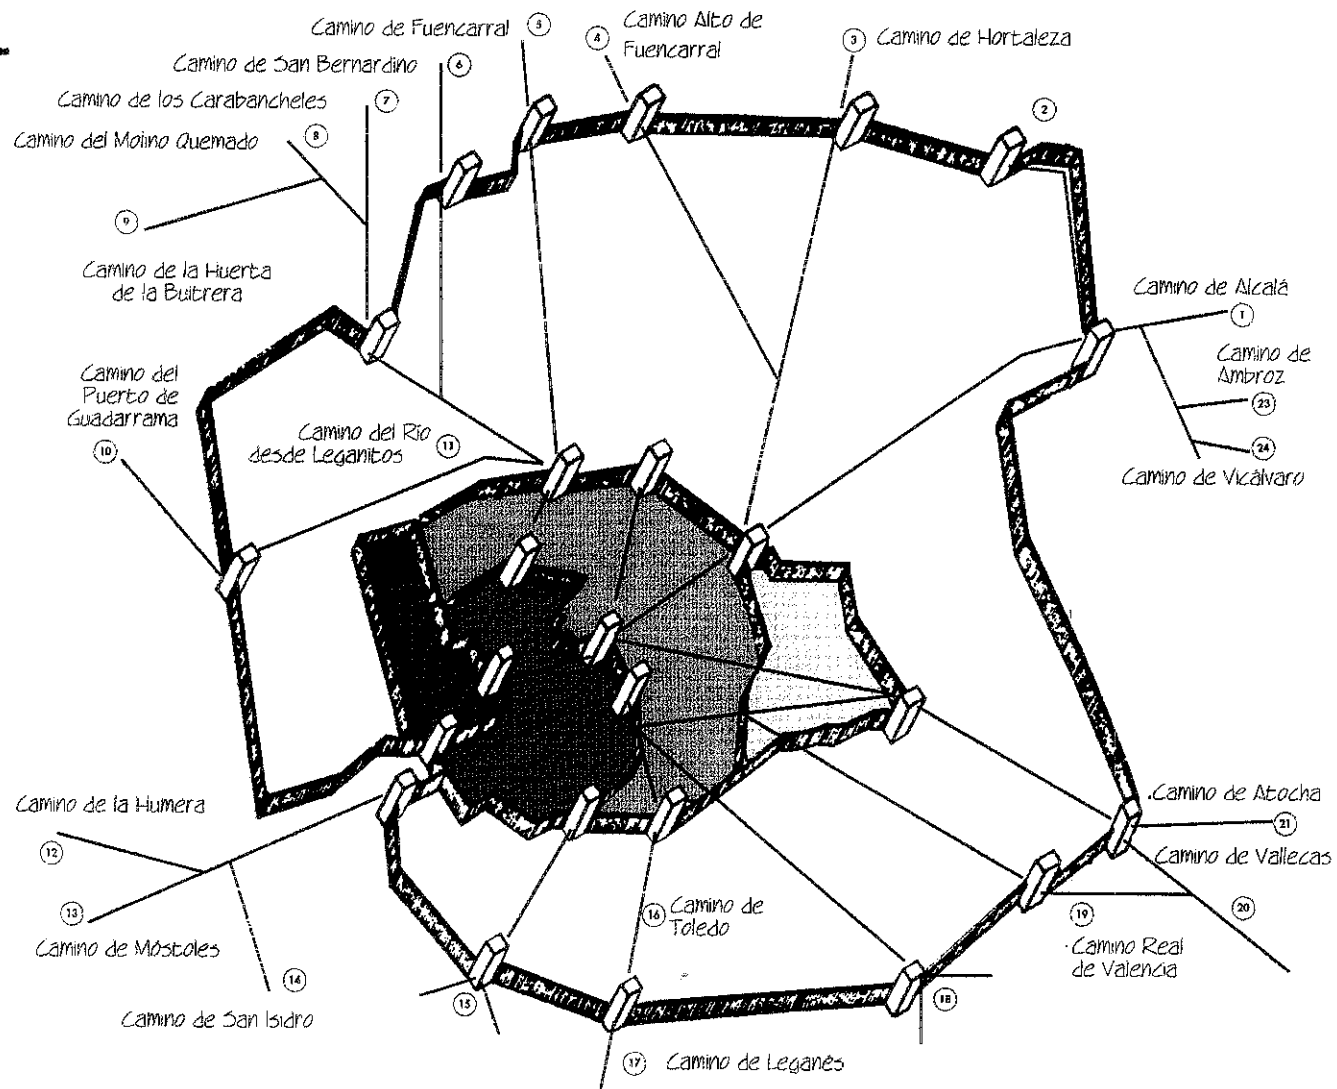 Camino de Fuencarral 5
4 Camino Alto de
Fuencarral
3 Camino de Hortaleza
Camino de San Bernardino 6
Camino de los Carabancheles 7
Camino del Molino Quemado 8
2
9
Camino de la Huerta
de la Buitrera
Camino de Alcalá
1
Camino de
Ambroz
23
24
Camino de Vicálvaro
Camino del
Puerto de
Guadarrama
10
Camino del Río
desde Leganitos
11
Camino de la Humera
12
13
Camino de Móstoles
14
Camino de San Isidro
15
16 Camino de
Toledo
17 Camino de Leganés
18
19
Camino Real
de Valencia
20
Camino de Atocha
21
Camino de Vallecas